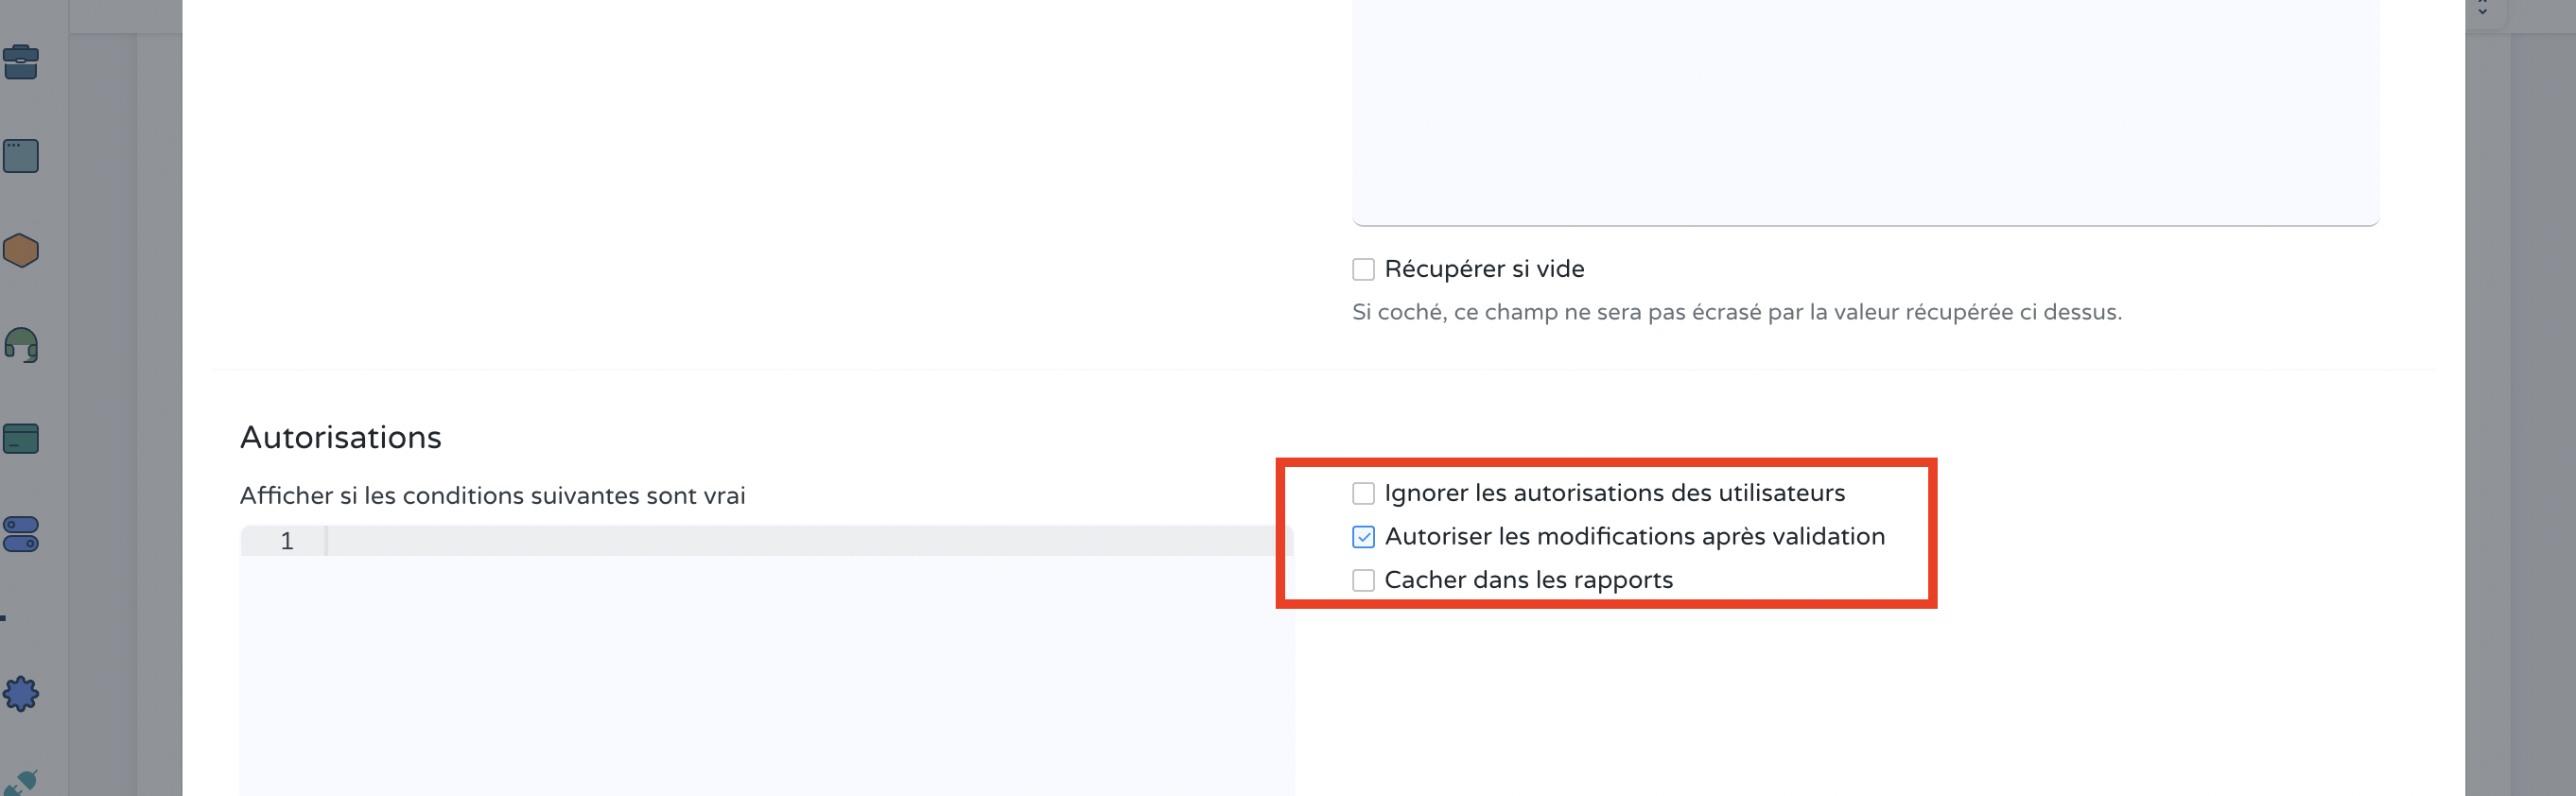 Récupérer si vide
Si coché, ce champ ne sera pas écrasé par la valeur récupérée ci dessus.
Autorisations
Afficher si les conditions suivantes sont vrai
1
Ignorer les autorisations des utilisateurs
Autoriser les modifications après validation
Cacher dans les rapports